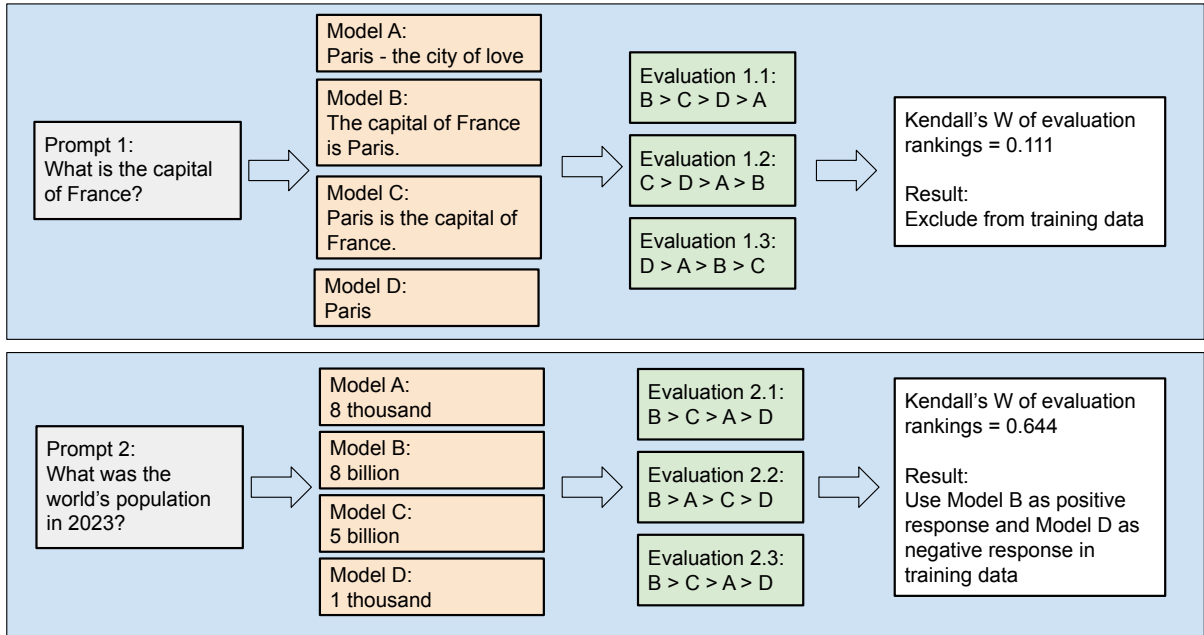 Prompt 1:
What is the capital
of France?
Model A:
Paris - the city of love
Model B:
The capital of France
is Paris.
Model C:
Paris is the capital of
France.
Model D:
Paris
Evaluation 1.1:
B > C > D > A
Evaluation 1.2:
C > D > A > B
Evaluation 1.3:
D > A > B > C
Kendall's W of evaluation
rankings = 0.111
Result:
Exclude from training data
Prompt 2:
What was the
world's population
in 2023?
Model A:
8 thousand
Model B:
8 billion
Model C:
5 billion
Model D:
1 thousand
Evaluation 2.1:
B > C > A > D
Evaluation 2.2:
B > A > C > D
Evaluation 2.3:
B > C > A > D
Kendall's W of evaluation
rankings = 0.644
Result:
Use Model B as positive
response and Model D as
negative response in
training data